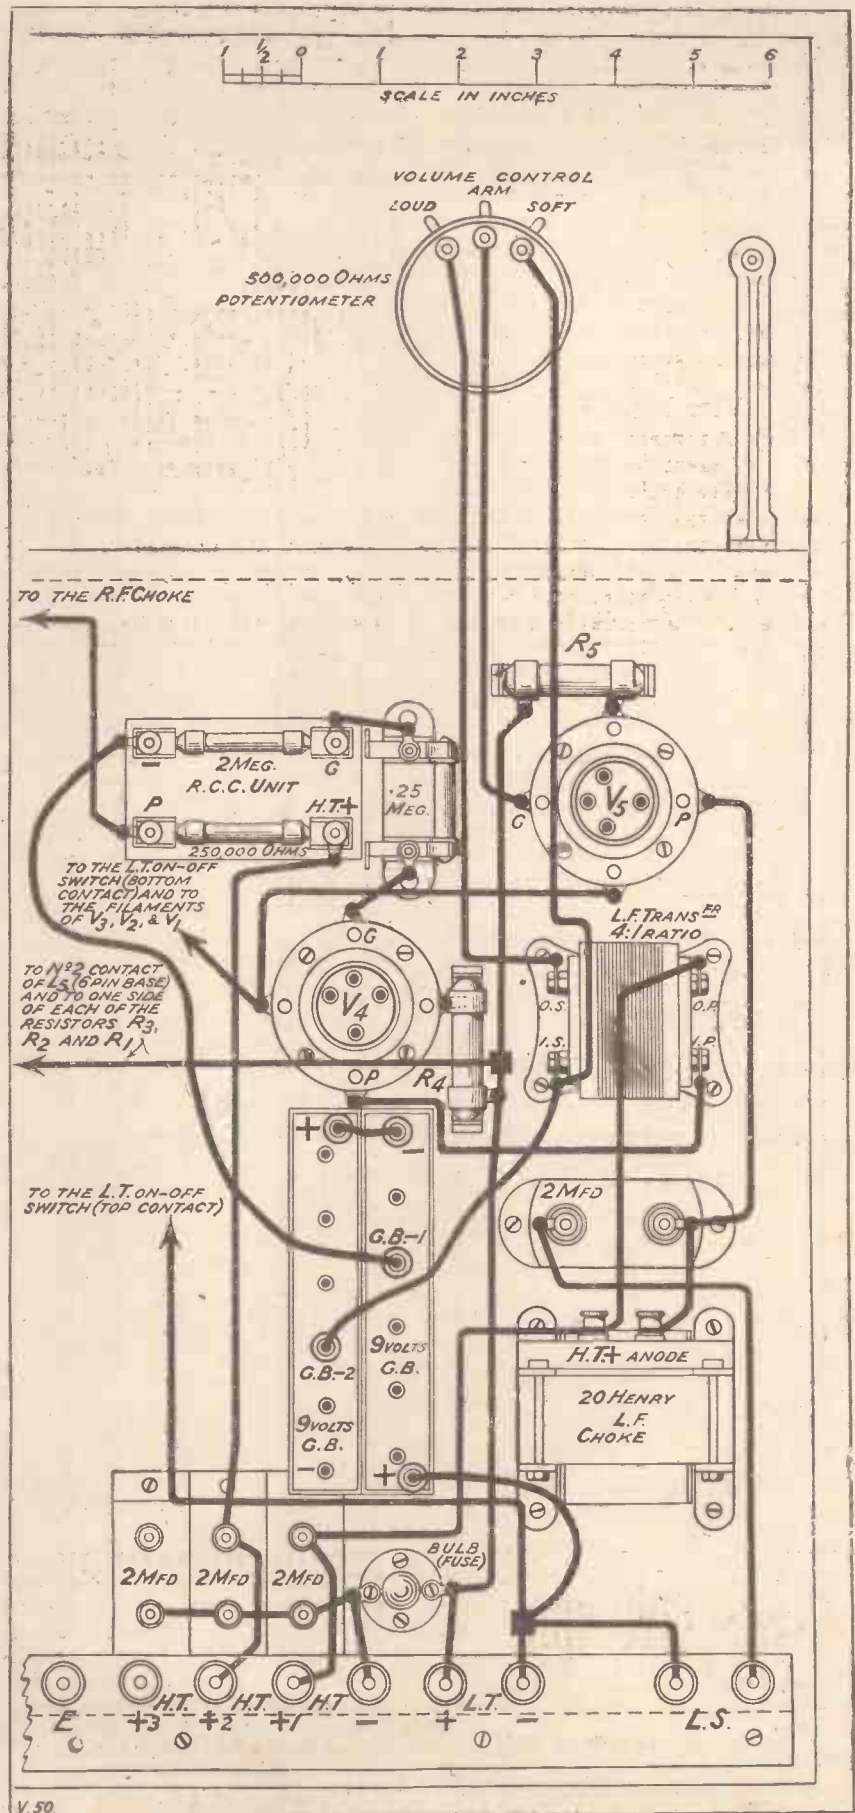 1 ½ 0 1 2 3 4 5 6
SCALE IN INCHES
VOLUME CONTROL
ARM
LOUD SOFT
500,000 OHMS
POTENTIOMETER
TO THE R.F. CHOKE
R5
2 MEG.
R.C.C. UNIT
- G
P H.T.+
250,000 OHMS
.25
MEG.
G V5 P
TO THE L.T. ON-OFF
SWITCH (BOTTOM
CONTACT) AND TO
THE FILAMENTS
OF V3, V2, & V1
L.F. TRANSFR
4:1 RATIO
G
V4
P
R4
TO No 2 CONTACT
OF L5 (6 PIN BASE)
AND TO ONE SIDE
OF EACH OF THE
RESISTORS R3,
R2 AND R1
O.S. O.P.
I.S. I.P.
+ -
TO THE L.T. ON-OFF
SWITCH (TOP CONTACT)
2 MFD
G.B.-1
G.B.-2
9 VOLTS
G.B.
9 VOLTS
G.B.
- +
H.T.+ ANODE
20 HENRY
L.F.
CHOKE
BULB
(FUSE)
2 MFD 2 MFD 2 MFD
H.T. H.T. H.T. L.T.
E +3 +2 +1 - + - L.S.
V.50.